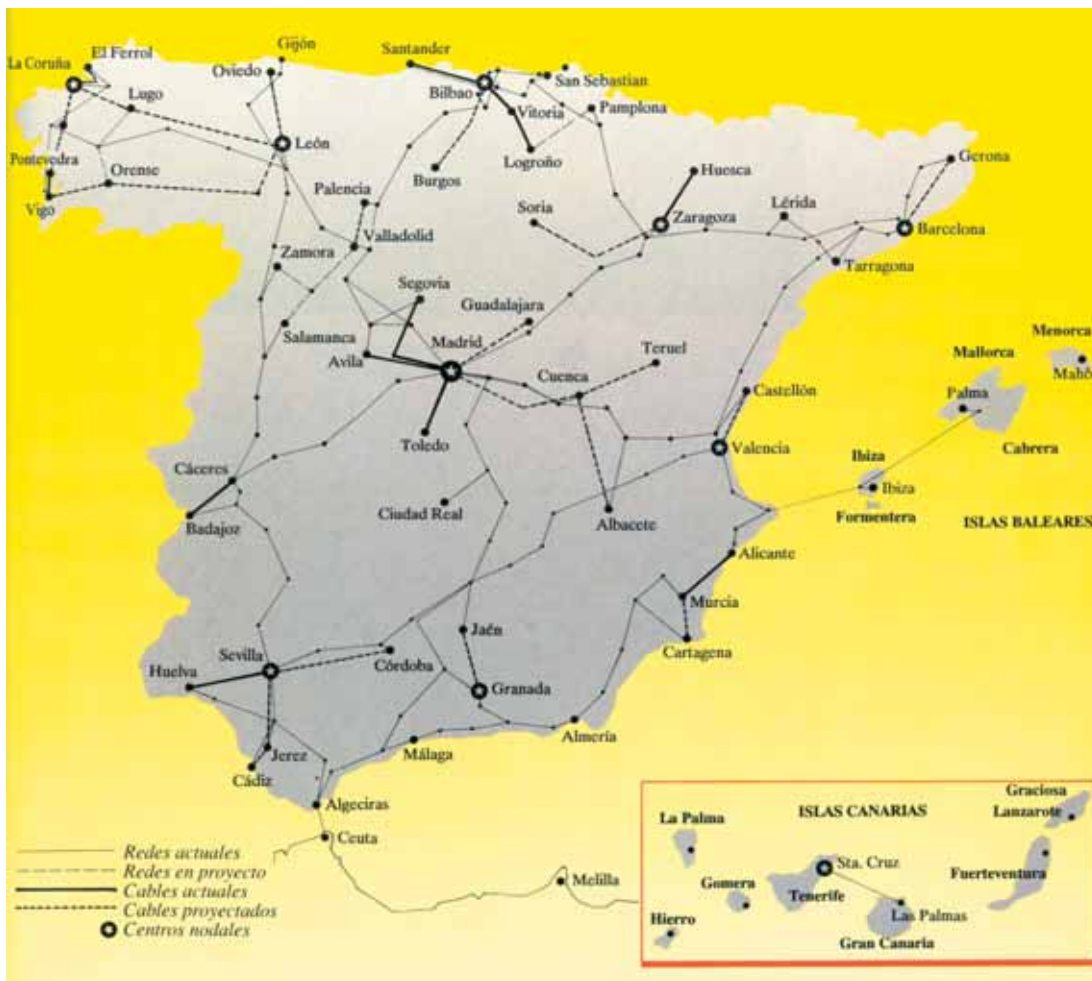 Gijón
Santander
El Ferrol
La Coruña
Oviedo
San Sebastian
Bilbao
Lugo
Vitoria
Pamplona
León
Logroño
Pontevedra
Orense
Burgos
Huesca
Gerona
Vigo
Palencia
Soria
Zaragoza
Lérida
Barcelona
Valladolid
Zamora
Tarragona
Segovia
Guadalajara
Salamanca
Madrid
Menorca
Avila
Teruel
Mallorca
Mahó
Cuenca
Castellón
Palma
Toledo
Valencia
Cabrera
Cáceres
Ibiza
Ibiza
Ciudad Real
Albacete
Formentera
Badajoz
ISLAS BALEARES
Alicante
Murcia
Jaén
Cartagena
Sevilla
Córdoba
Huelva
Granada
Almería
Jerez
Málaga
Cádiz
Algeciras
Ceuta
Melilla
Redes actuales
Redes en proyecto
Cables actuales
Cables proyectados
Centros nodales
ISLAS CANARIAS
Graciosa
Lanzarote
La Palma
Sta. Cruz
Fuerteventura
Gomera
Tenerife
Las Palmas
Hierro
Gran Canaria